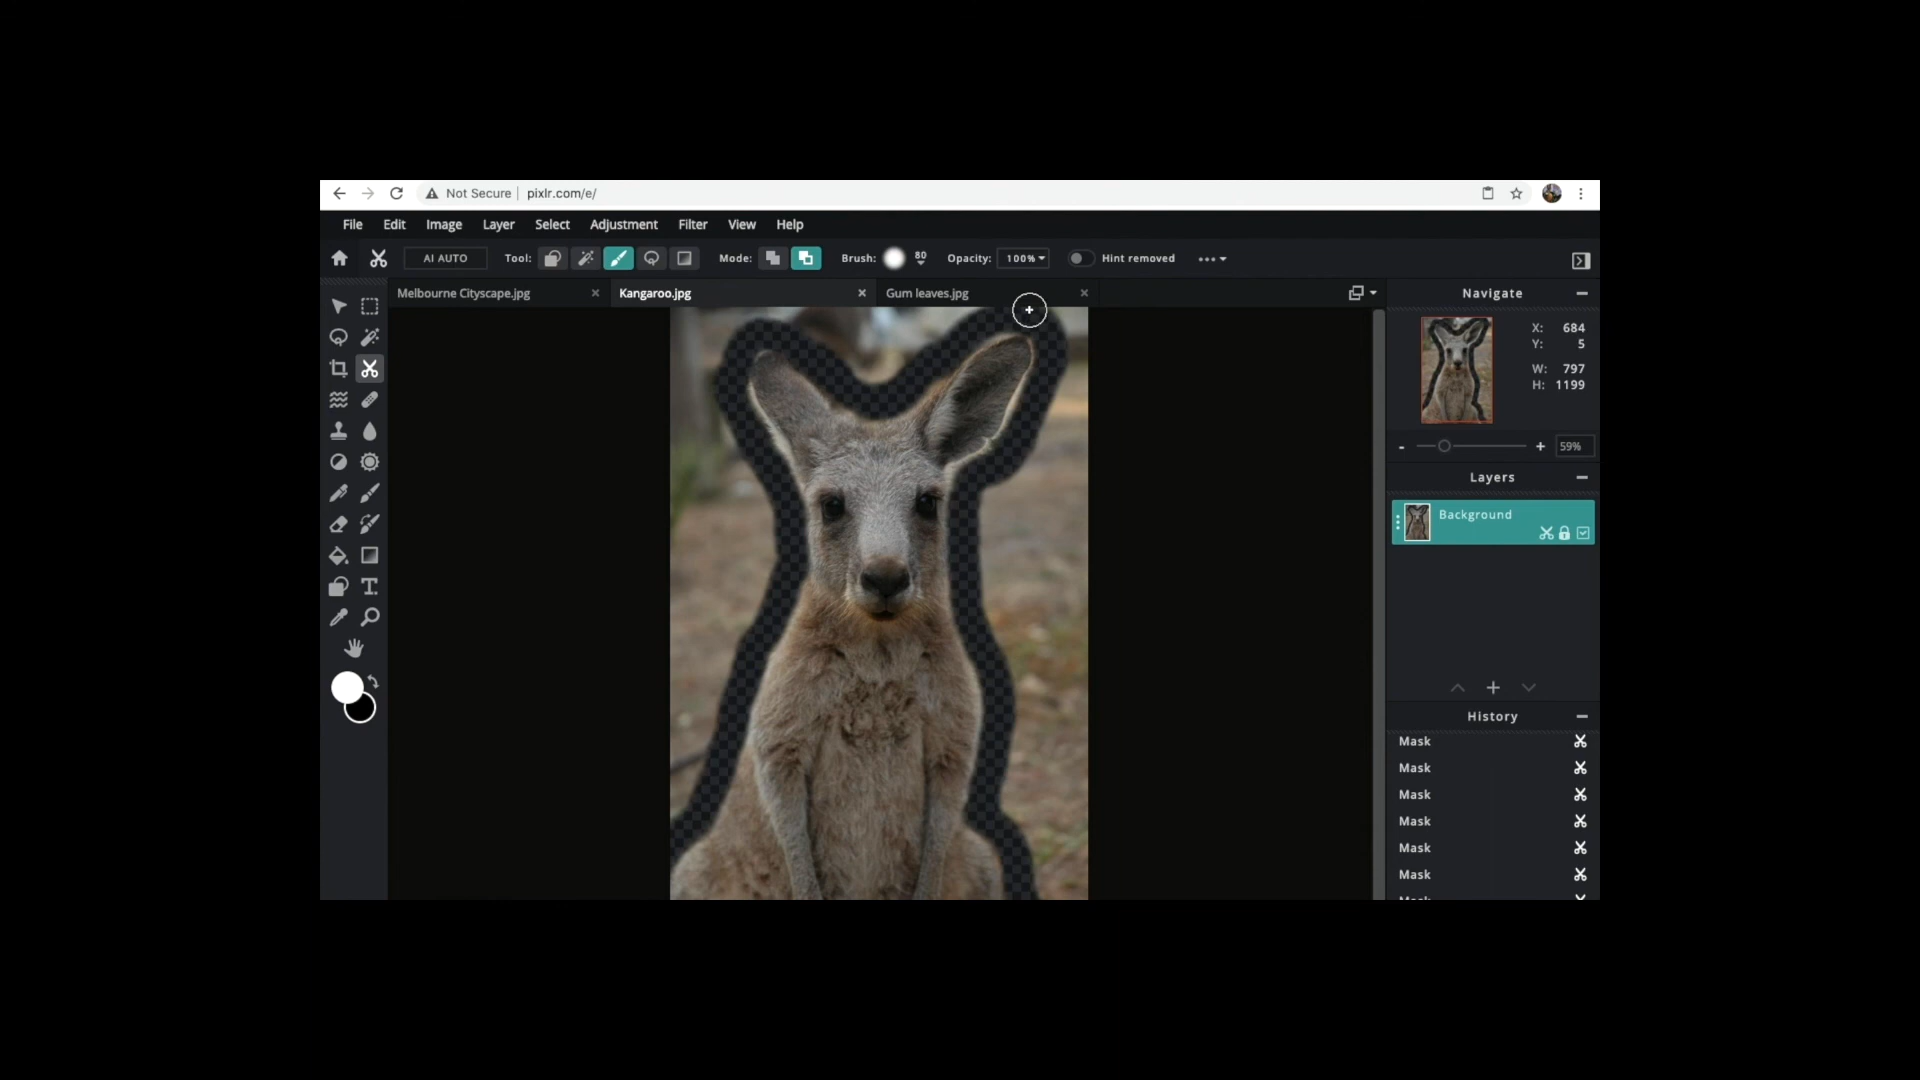 Not Secure pixlr.com/e/
File Edit Image Layer Select Adjustment Filter View Help
AI AUTO Tool: Mode: Brush: 80 Opacity: 100% Hint removed
Melbourne Cityscape.jpg Kangaroo.jpg Gum leaves.jpg
Navigate
X: 684
Y: 5
W: 797
H: 1199
- + 59%
Layers
Background
History
Mask
Mask
Mask
Mask
Mask
Mask
Mask